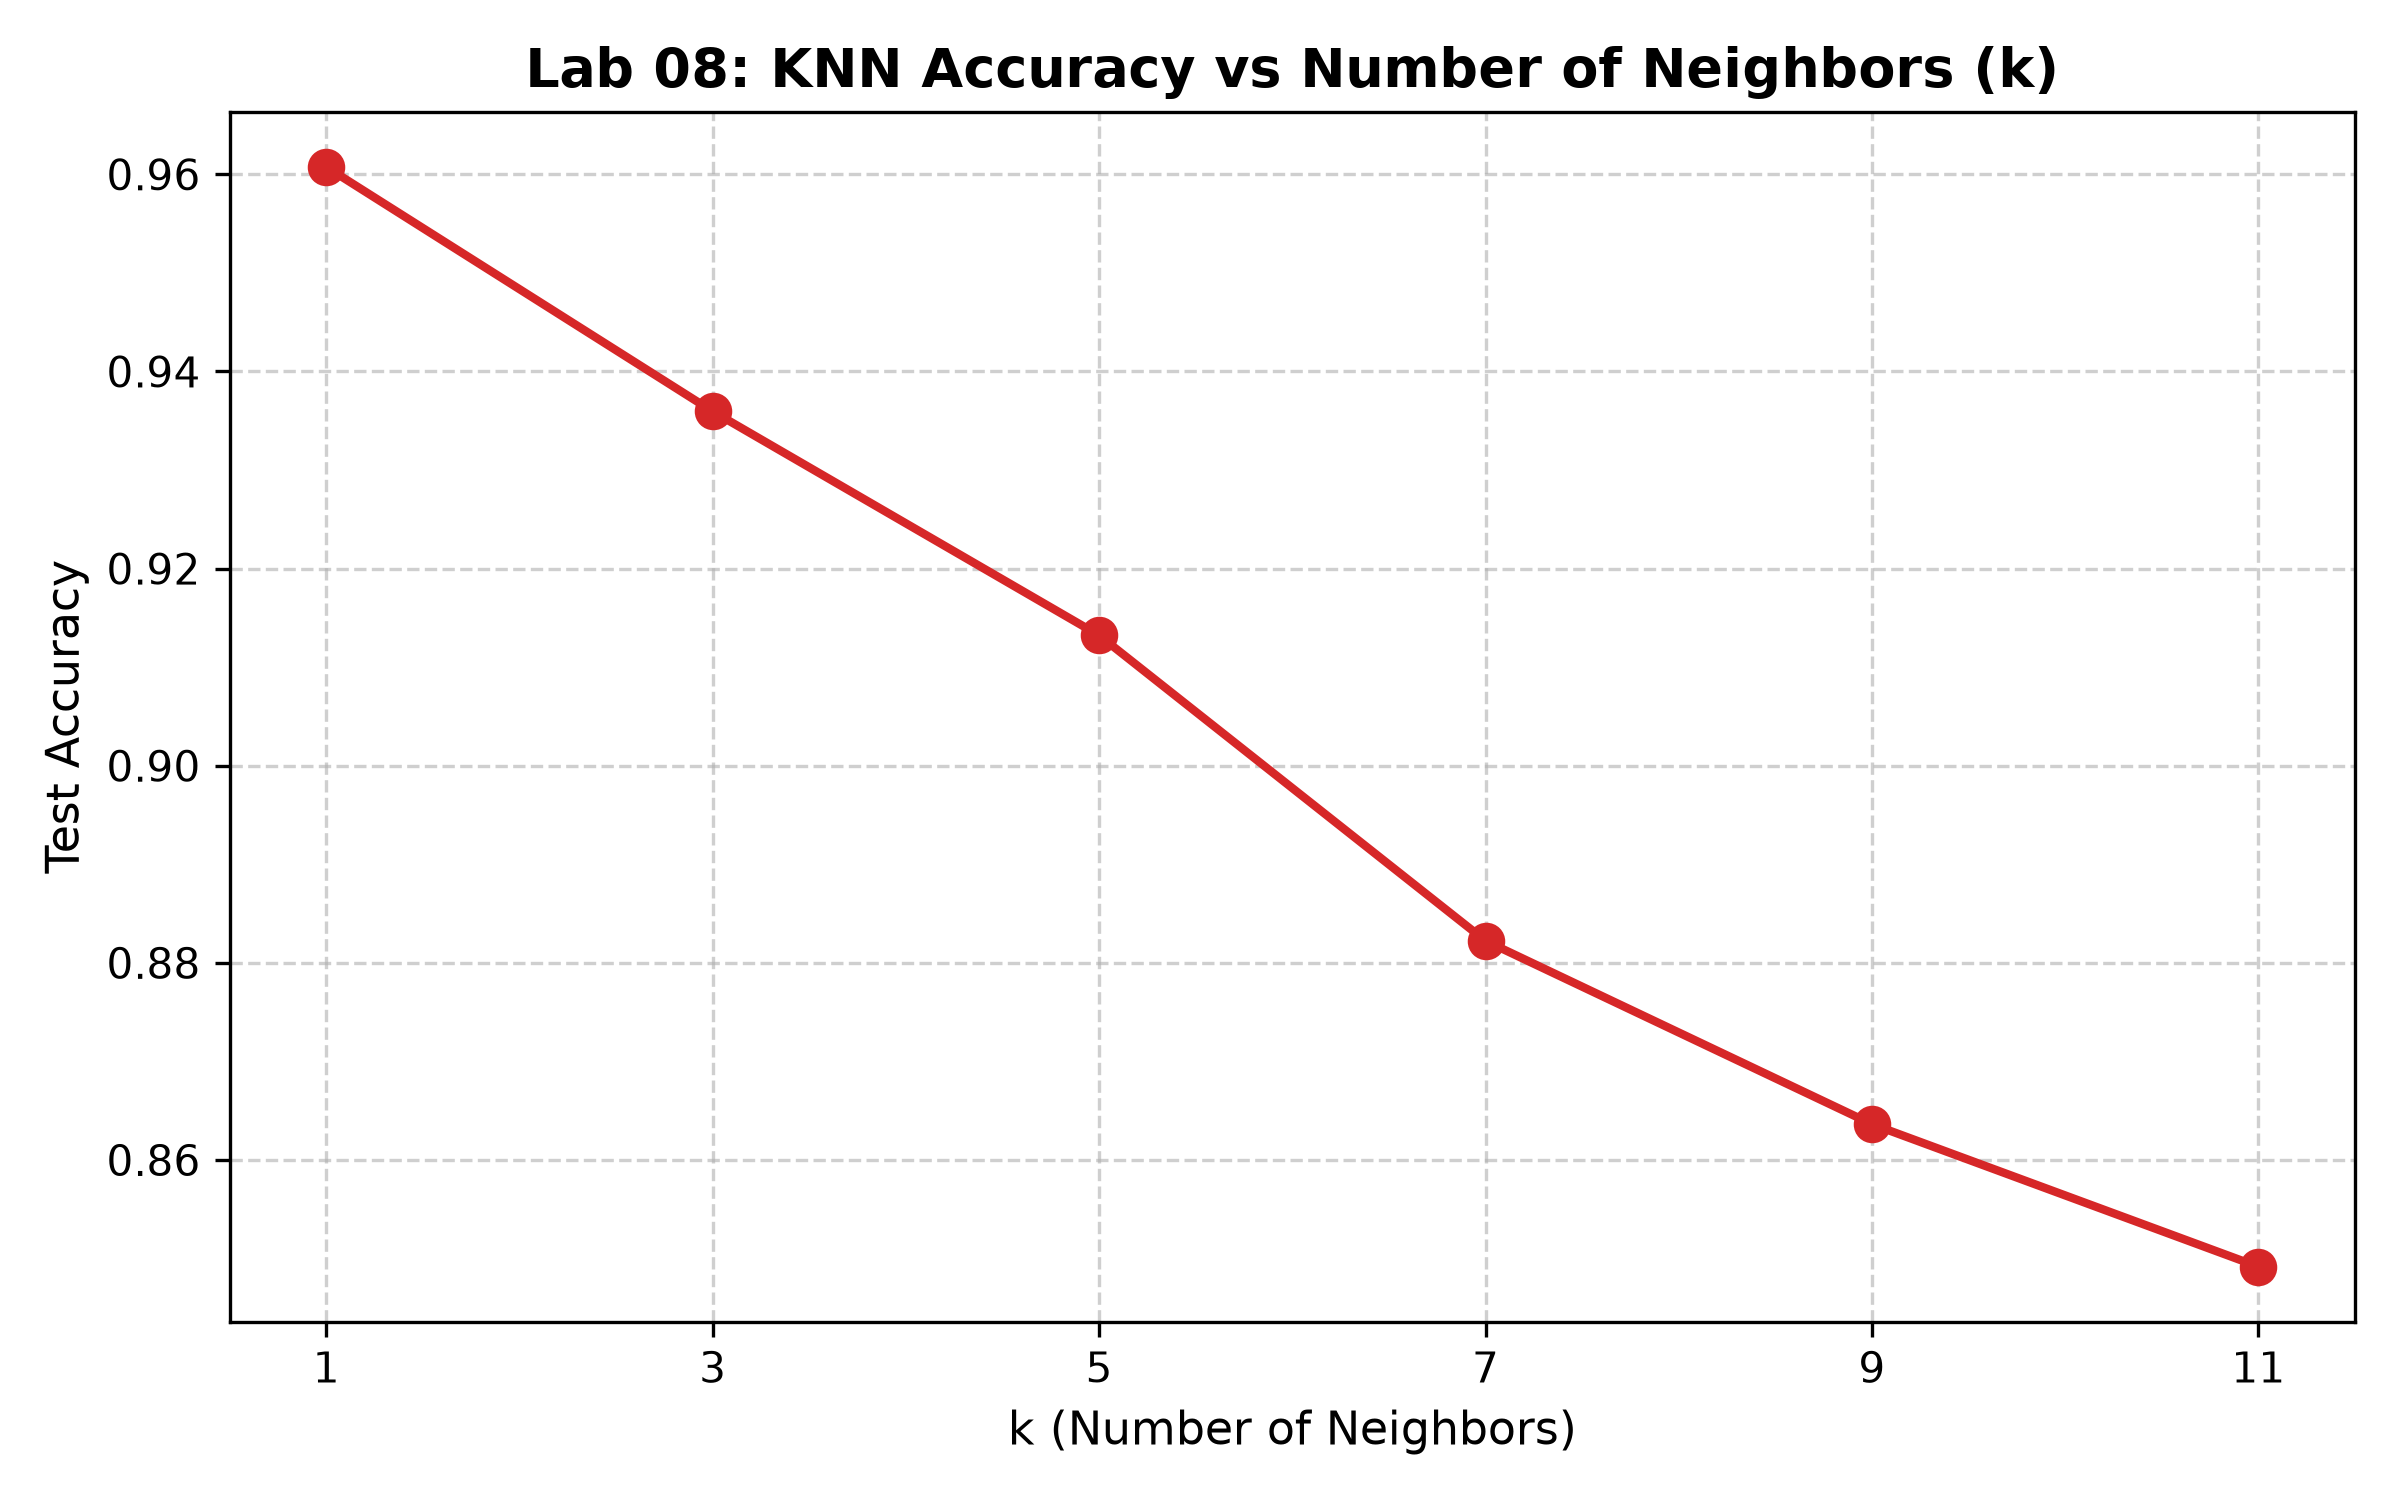 Lab 08: KNN Accuracy vs Number of Neighbors (k)
Test Accuracy
0.96
0.94
0.92
0.90
0.88
0.86
1 3 5 7 9 11
k (Number of Neighbors)